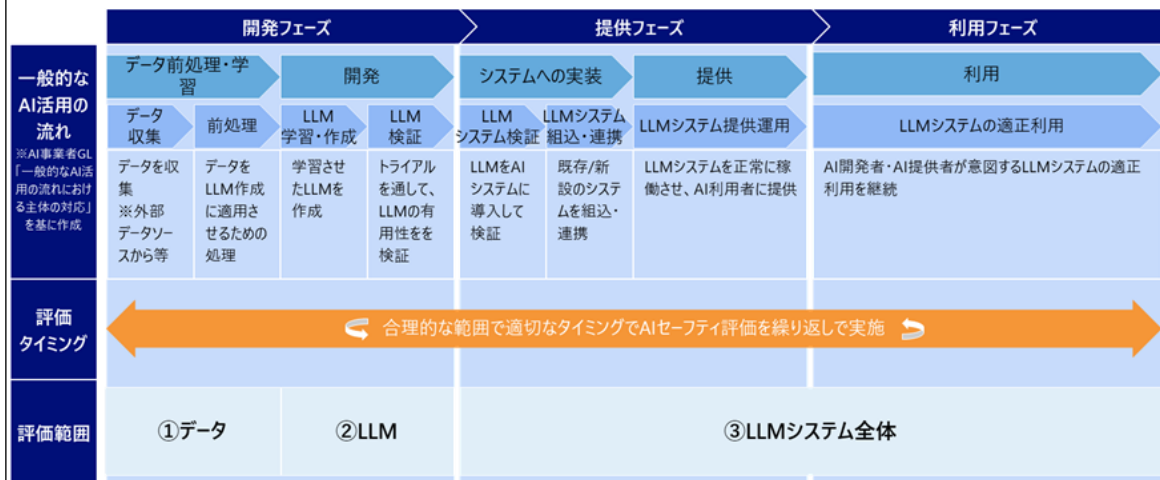 開発フェーズ
提供フェーズ
利用フェーズ
一般的な
AI活用の
流れ
※AI事業者GL
「一般的なAI活
用の流れにおけ
る主体の対応」
を基に作成
データ前処理・学
習
開発
システムへの実装
提供
利用
データ
収集
前処理
LLM
学習・作成
LLM
検証
LLM
システム検証
LLMシステム
組込・連携
LLMシステム提供運用
LLMシステムの適正利用
データを収
集
※外部
データソー
スから等
データを
LLM作成
に適用さ
せるための
処理
学習させ
たLLMを
作成
トライアル
を通して、
LLMの有
用性をを
検証
LLMをAI
システムに
導入して
検証
既存/新
設のシステ
ムを組込・
連携
LLMシステムを正常に稼
働させ、AI利用者に提供
AI開発者・AI提供者が意図するLLMシステムの適正
利用を継続
評価
タイミング
合理的な範囲で適切なタイミングでAIセーフティ評価を繰り返しで実施
評価範囲
①データ
②LLM
③LLMシステム全体